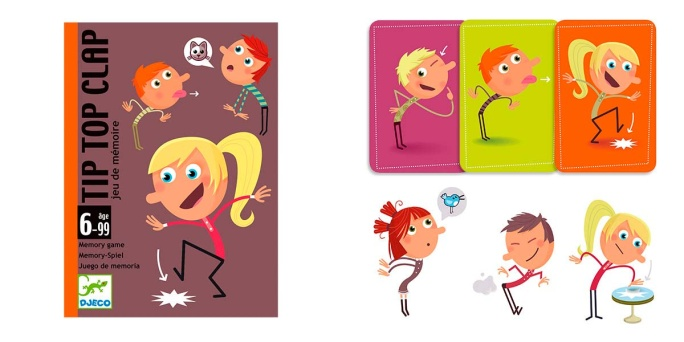 TIP TOP CLAP
jeu de mémoire
6-99
âge
Memory game
Memory-Spiel
Juego de memoria
DJECO